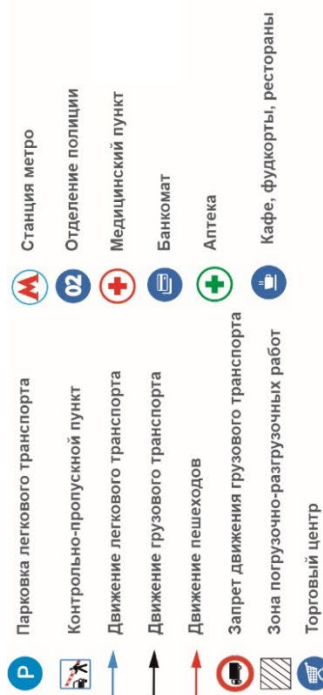 P Парковка легкового транспорта
Контрольно-пропускной пункт
Движение легкового транспорта
Движение грузового транспорта
Движение пешеходов
Запрет движения грузового транспорта
Зона погрузочно-разгрузочных работ
Торговый центр
М Станция метро
02 Отделение полиции
Медицинский пункт
Банкомат
Аптека
Кафе, фудкорты, рестораны